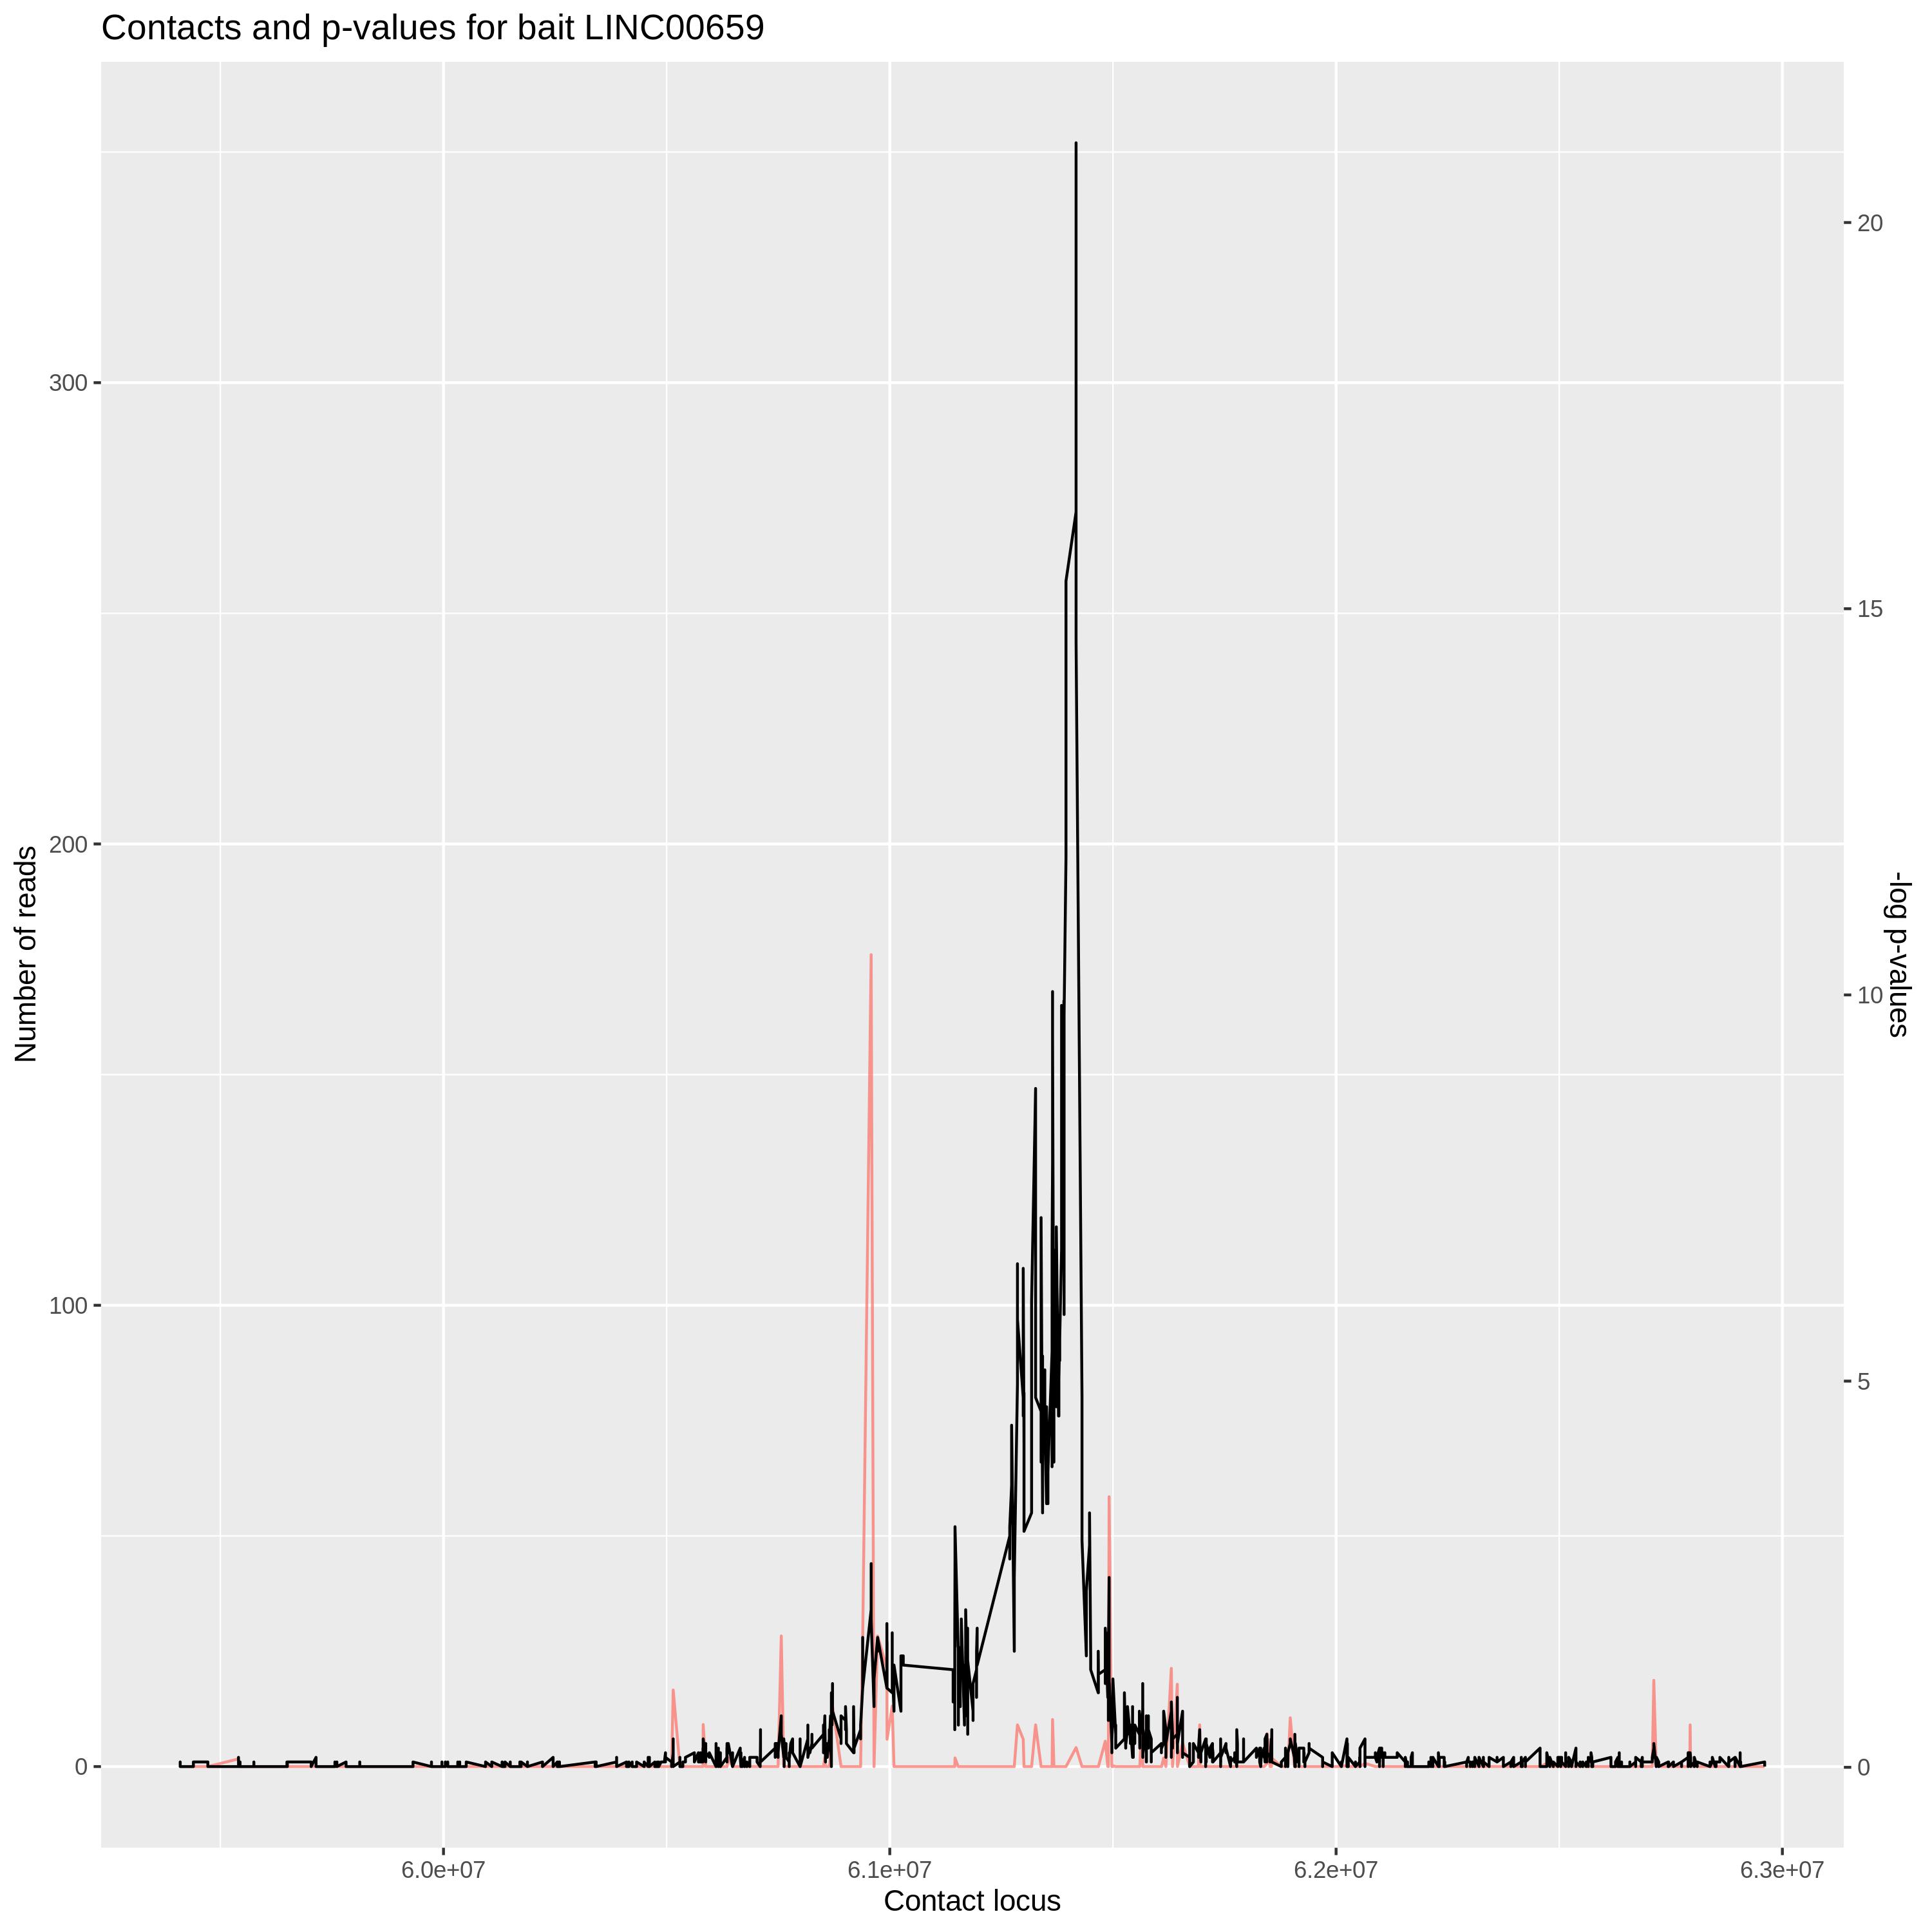 Contacts and p-values for bait LINC00659
300
200
100
0
Number of reads
20
15
10
5
0
-log p-values
6.0e+07 6.1e+07 6.2e+07 6.3e+07
Contact locus